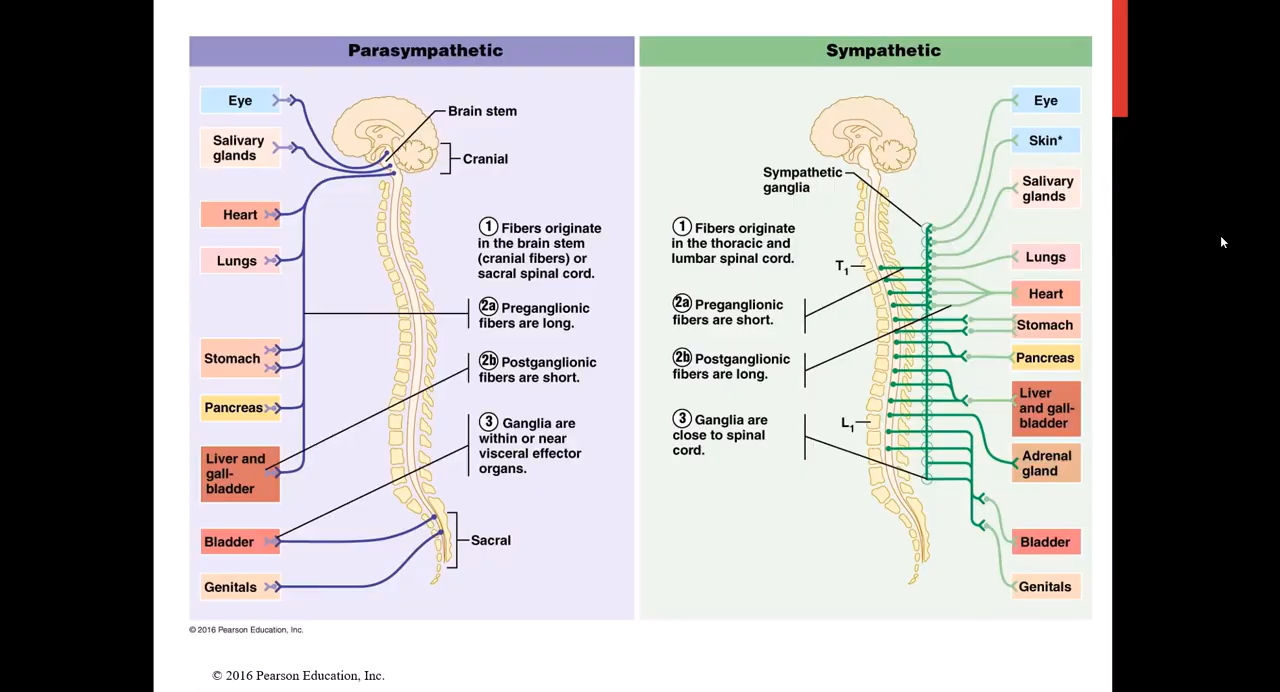 Parasympathetic
Eye
Salivary
glands
Heart
Lungs
Stomach
Pancreas
Liver and
gall-
bladder
Bladder
Genitals
Brain stem
Cranial
1 Fibers originate
in the brain stem
(cranial fibers) or
sacral spinal cord.
2a Preganglionic
fibers are long.
2b Postganglionic
fibers are short.
3 Ganglia are
within or near
visceral effector
organs.
Sacral
Sympathetic
Sympathetic
ganglia
1 Fibers originate
in the thoracic and
lumbar spinal cord.
T1
2a Preganglionic
fibers are short.
2b Postganglionic
fibers are long.
3 Ganglia are
close to spinal
cord.
L1
Eye
Skin*
Salivary
glands
Lungs
Heart
Stomach
Pancreas
Liver
and gall-
bladder
Adrenal
gland
Bladder
Genitals
© 2016 Pearson Education, Inc.
© 2016 Pearson Education, Inc.